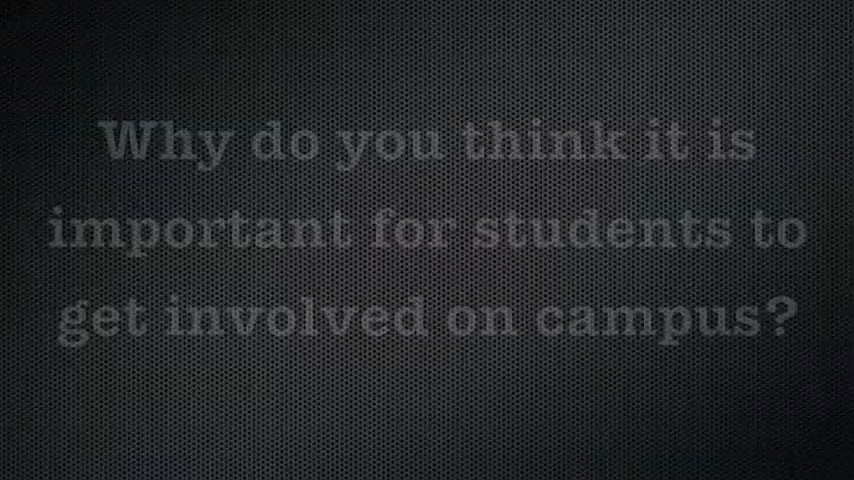 Why do you think it is
important for students to
get involved on campus?